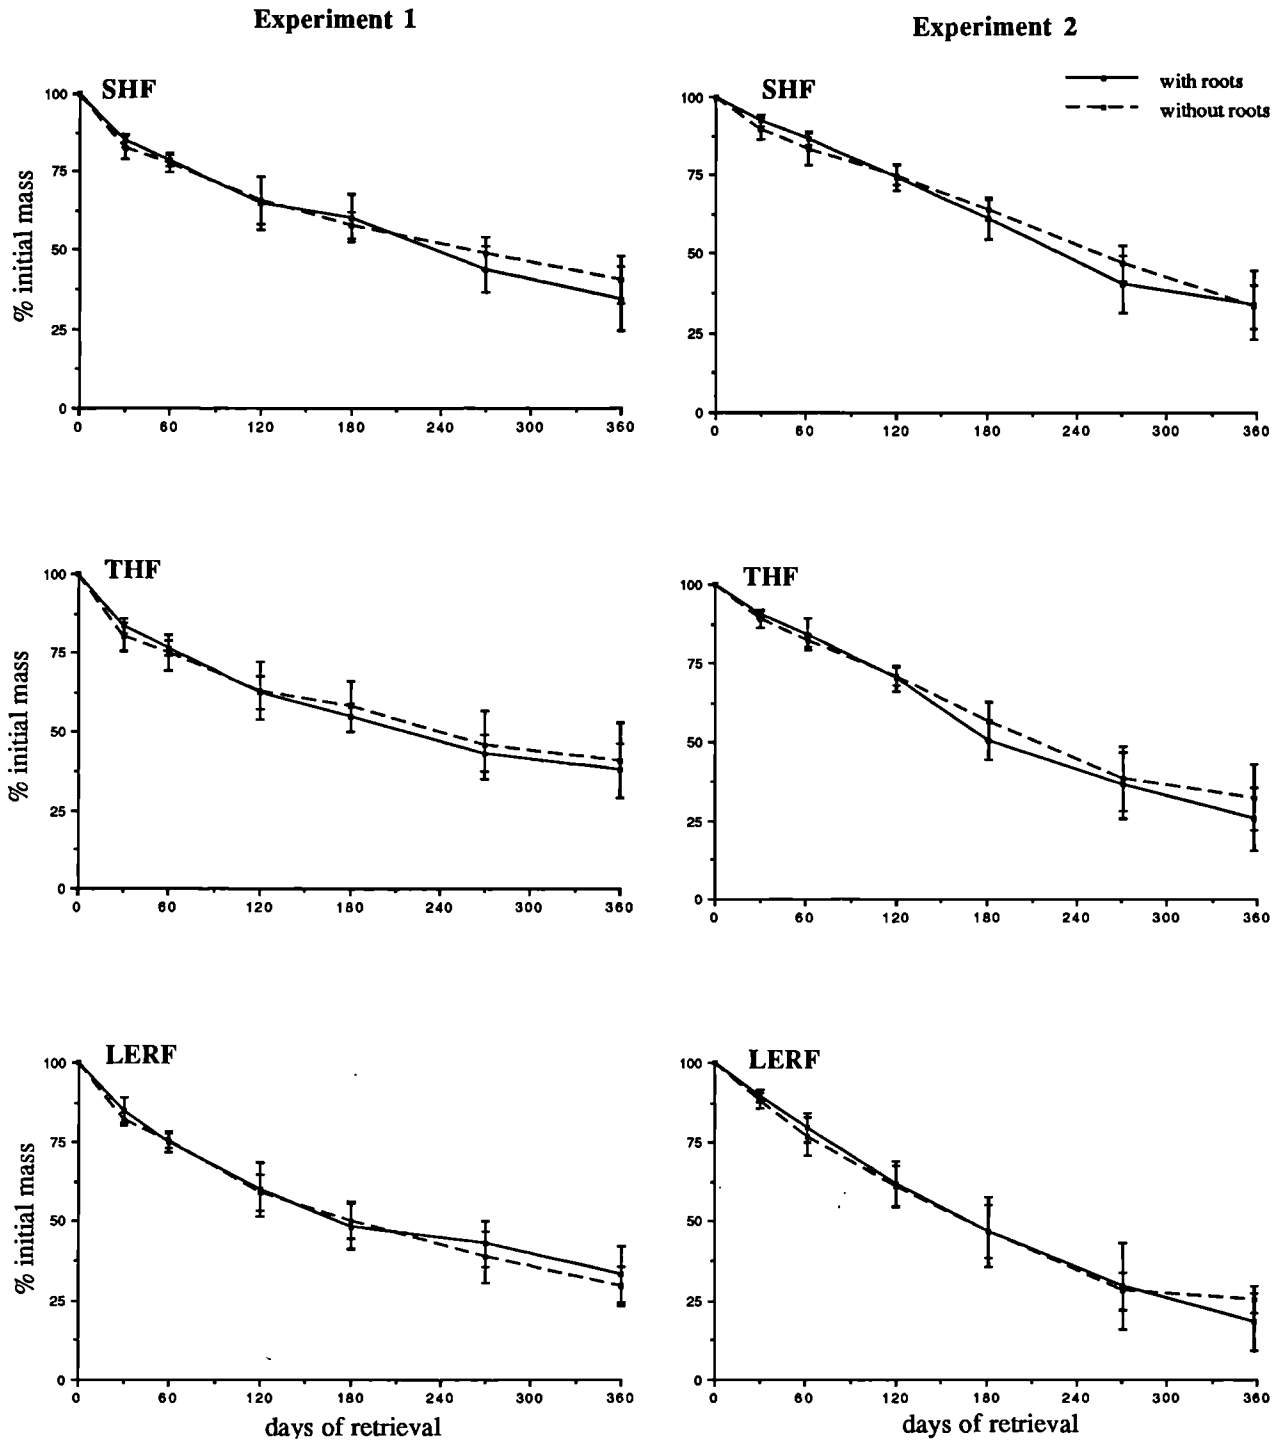 Experiment 1
Experiment 2
SHF
100
75
50
25
0
% initial mass
0 60 120 180 240 300 360
SHF
with roots
without roots
100
75
50
25
0
0 60 120 180 240 300 360
THF
100
75
50
25
0
% initial mass
0 60 120 180 240 300 360
THF
100
75
50
25
0
0 60 120 180 240 300 360
LERF
100
75
50
25
0
% initial mass
0 60 120 180 240 300 360
days of retrieval
LERF
100
75
50
25
0
0 60 120 180 240 300 360
days of retrieval